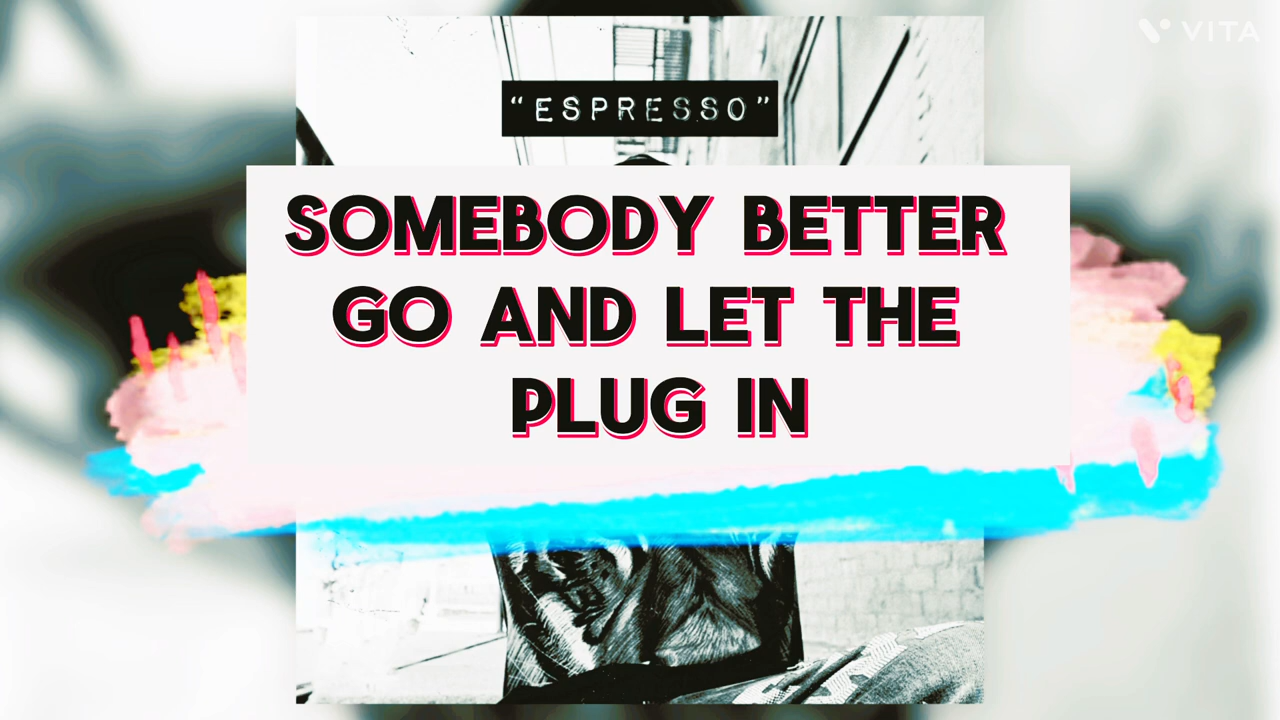 VITA
"ESPRESSO"
SOMEBODY BETTER
GO AND LET THE
PLUG IN